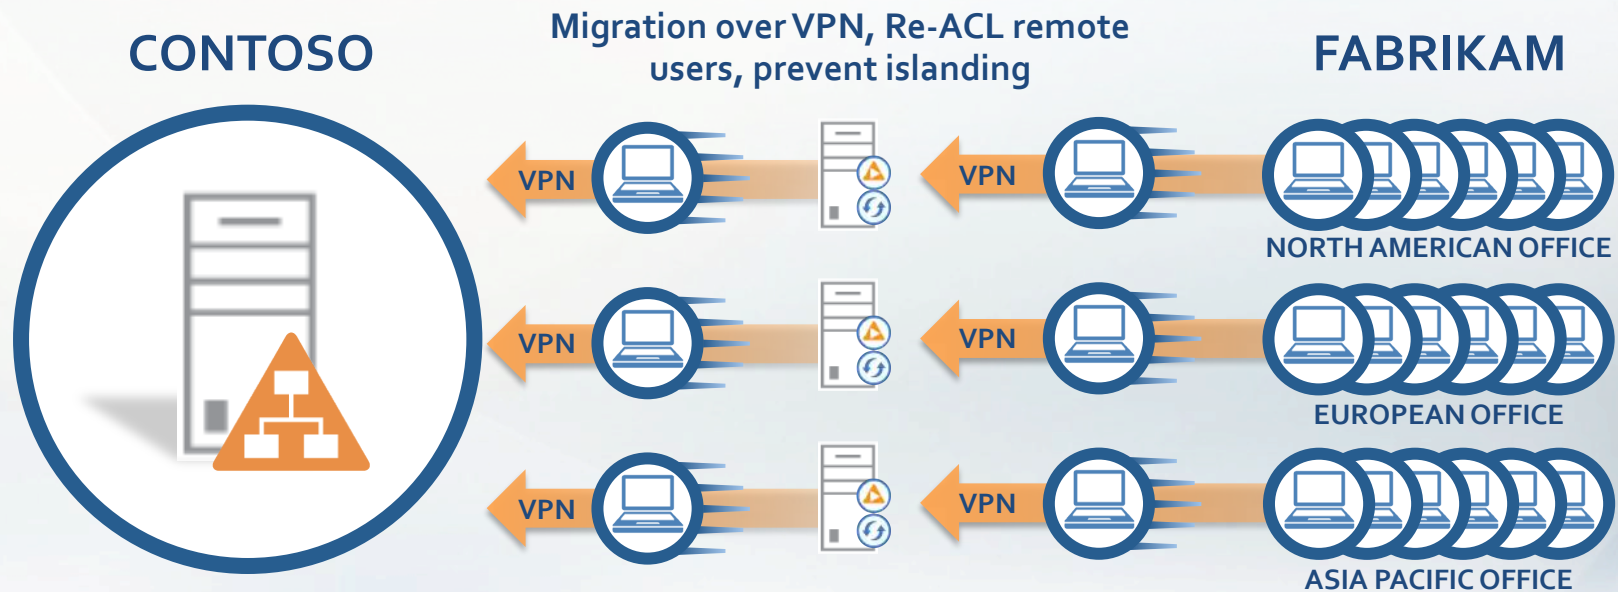 CONTOSO
Migration over VPN, Re-ACL remote
users, prevent islanding
FABRIKAM
VPN
VPN
NORTH AMERICAN OFFICE
VPN
VPN
EUROPEAN OFFICE
VPN
VPN
ASIA PACIFIC OFFICE